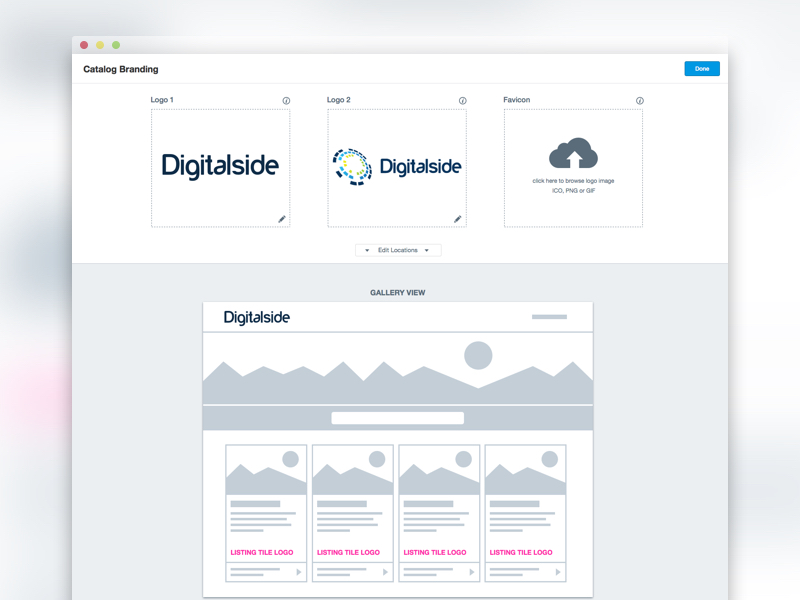 Catalog Branding
Done
Logo 1
Logo 2
Favicon
Digitalside
Digitalside
click here to browse logo image
ICO, PNG or GIF
Edit Locations
GALLERY VIEW
Digitalside
LISTING TILE LOGO
LISTING TILE LOGO
LISTING TILE LOGO
LISTING TILE LOGO